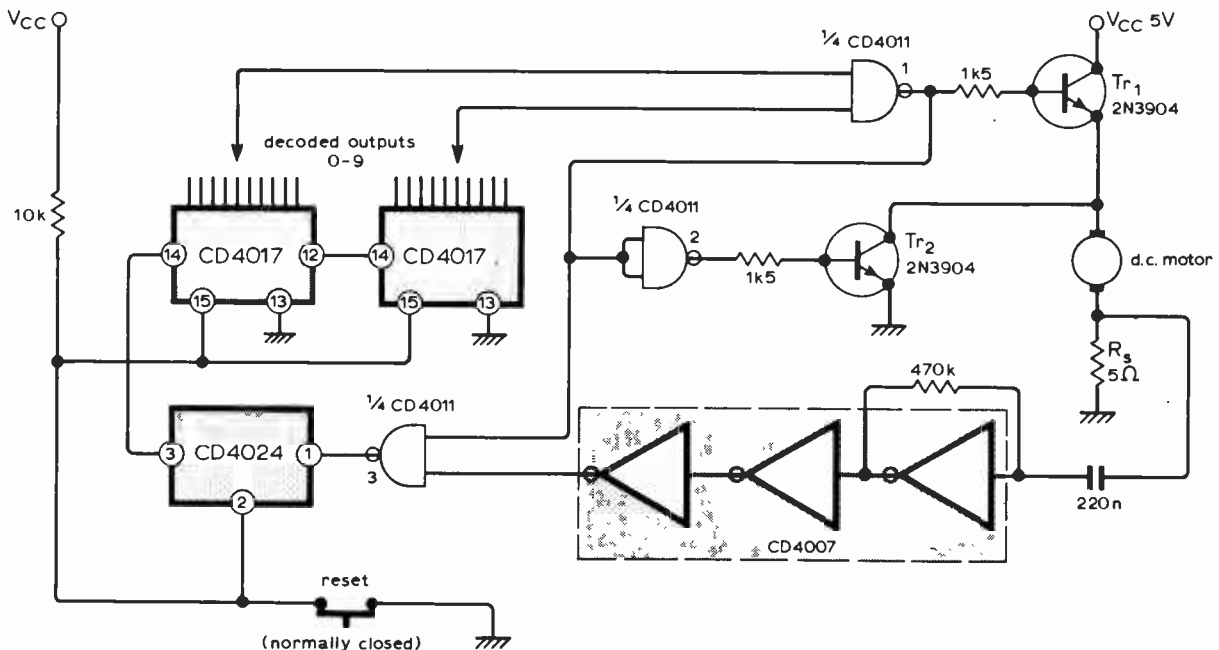 VCC
VCC 5V
¼ CD4011
1
1k5
Tr1
2N3904
decoded outputs
0-9
10k
14
CD4017
12
14
CD4017
15
13
15
13
¼ CD4011
2
1k5
Tr2
2N3904
d.c. motor
Rs
5Ω
470k
¼ CD4011
3
CD4024
1
3
2
CD4007
220n
reset
(normally closed)